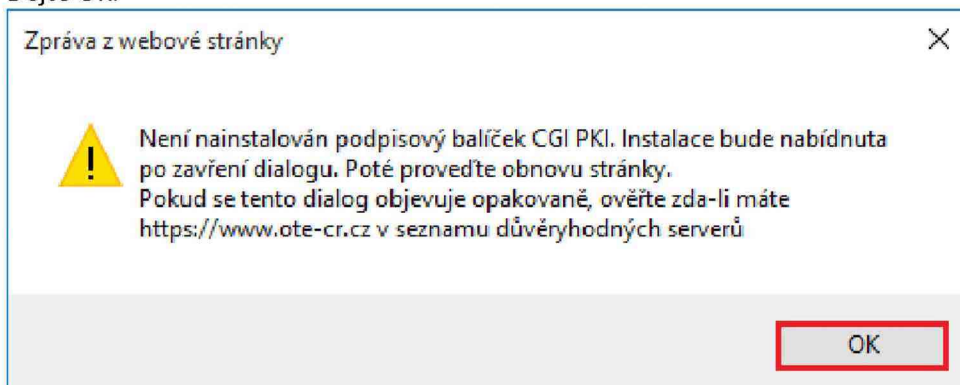 Zpráva z webové stránky
Není nainstalován podpisový balíček CGI PKI. Instalace bude nabídnuta
po zavření dialogu. Poté proveďte obnovu stránky.
Pokud se tento dialog objevuje opakovaně, ověřte zda-li máte
https://www.ote-cr.cz v seznamu důvěryhodných serverů
OK